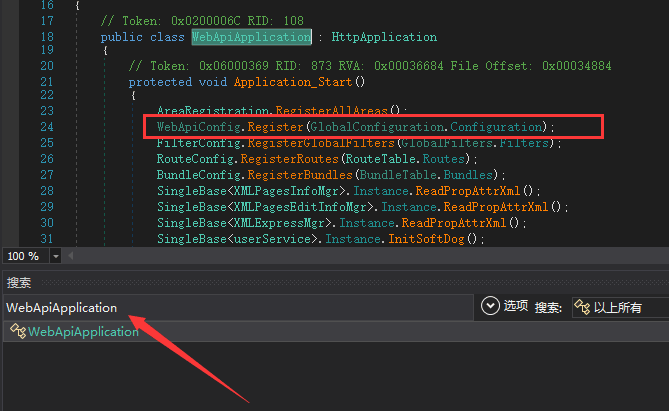 16 {
17 // Token: 0x0200006C RID: 108
18 public class WebApiApplication : HttpApplication
19 {
20 // Token: 0x06000369 RID: 873 RVA: 0x00036684 File Offset: 0x00034884
21 protected void Application_Start()
22 {
23 AreaRegistration.RegisterAllAreas();
24 WebApiConfig.Register(GlobalConfiguration.Configuration);
25 FilterConfig.RegisterGlobalFilters(GlobalFilters.Filters);
26 RouteConfig.RegisterRoutes(RouteTable.Routes);
27 BundleConfig.RegisterBundles(BundleTable.Bundles);
28 SingleBase<XMLPagesInfoMgr>.Instance.ReadPropAttrXml();
29 SingleBase<XMLPagesEditInfoMgr>.Instance.ReadPropAttrXml();
30 SingleBase<XMLExpressMgr>.Instance.ReadPropAttrXml();
31 SingleBase<userService>.Instance.InitSoftDog();
100 %
搜索
WebApiApplication 选项 搜索: 以上所有
WebApiApplication